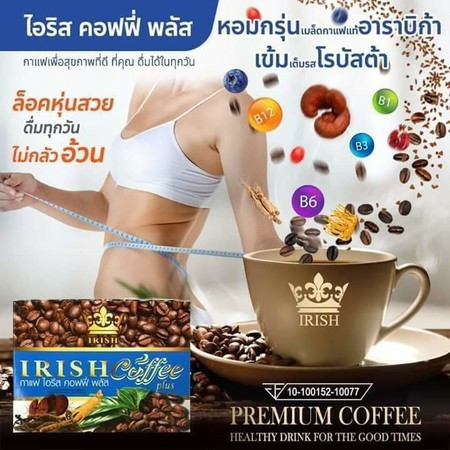 ไอริส คอฟฟี่ พลัส
กาแฟเพื่อสุขภาพที่ดี ที่คุณ ดื่มได้ในทุกวัน
หอมกรุ่นเมล็ดกาแฟแท้อาราบิก้า
เข้มเต็มรสโรบัสต้า
ล็อคหุ่นสวย
ดื่มทุกวัน
ไม่กลัวอ้วน
B12
B1
B3
B6
IRISH
IRISH
IRISH Coffee
plus
กาแฟ ไอริส คอฟฟี่ พลัส
10-100152-10077
PREMIUM COFFEE
HEALTHY DRINK FOR THE GOOD TIMES